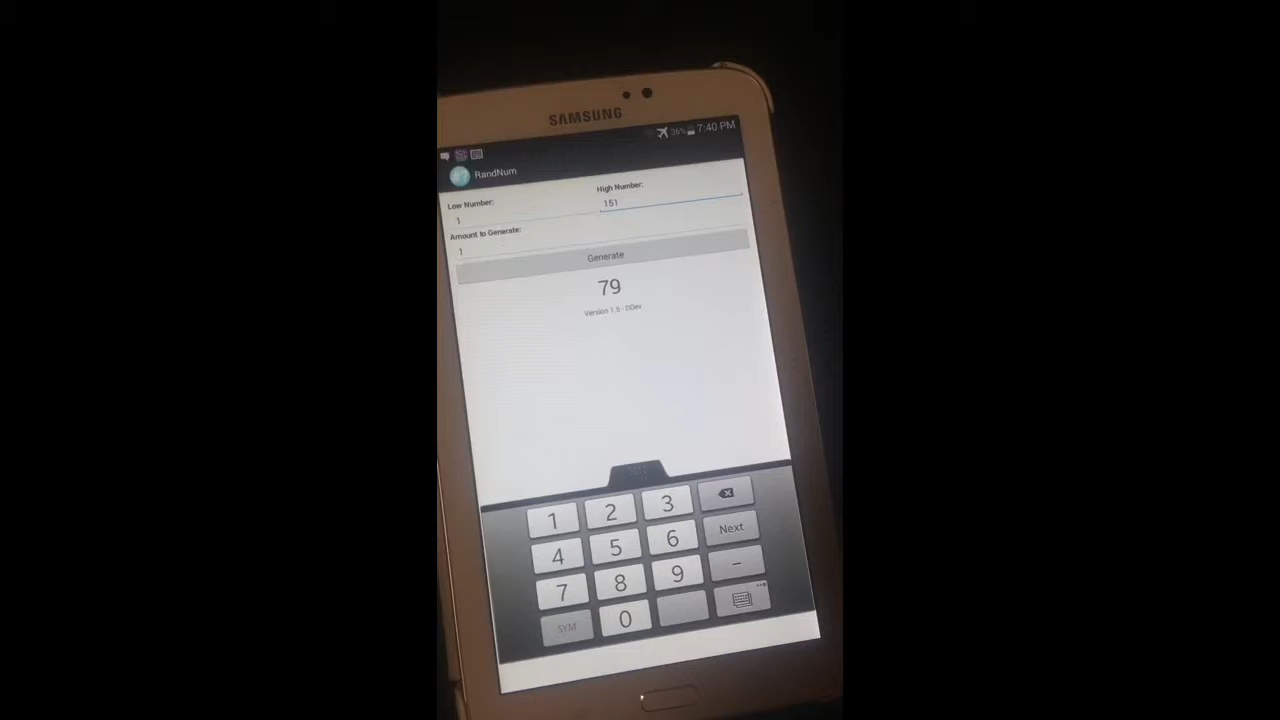 SAMSUNG
36% 7:40 PM
RandNum
Low Number:
High Number:
1
151
Amount to Generate:
1
Generate
79
Version 1.5 - DDev
1 2 3
4 5 6 Next
7 8 9 -
SYM 0